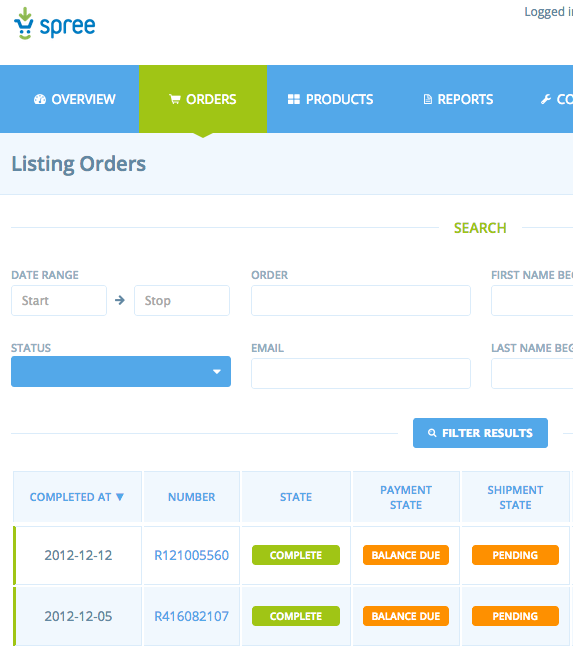 spree
Logged i
OVERVIEW ORDERS PRODUCTS REPORTS CO
Listing Orders
SEARCH
DATE RANGE ORDER FIRST NAME BEG
Start Stop
STATUS EMAIL LAST NAME BEG
FILTER RESULTS
COMPLETED AT ▼ NUMBER STATE PAYMENT STATE SHIPMENT STATE
2012-12-12 R121005560 COMPLETE BALANCE DUE PENDING
2012-12-05 R416082107 COMPLETE BALANCE DUE PENDING